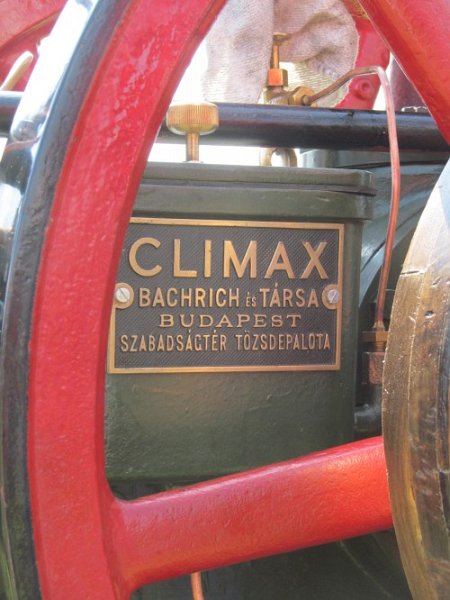 CLIMAX
BACHRICH ÉS TÁRSA
BUDAPEST
SZABADSÁGTÉR TŐZSDEPALOTA